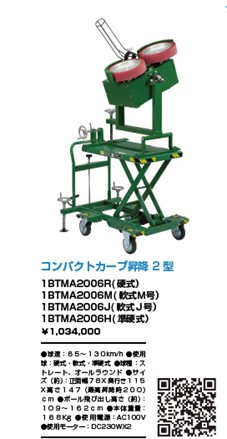 コンパクトカーブ昇降2型
1BTMA2006R(硬式)
1BTMA2006M(軟式M号)
1BTMA2006J(軟式J号)
1BTMA2006H(準硬式)
￥1,034,000
●球速：65〜130km/h ●使用
球：硬式・軟式・準硬式 ●球種：ス
トレート、オールラウンド ●サイ
ズ（約）：正面幅78X奥行き115
X高さ147（最高昇降時200
cm）●ボール飛び出し高さ（約）：
109〜162cm ●本体重量：
166Kg ●使用電源：AC100V
●使用モーター：DC230WX2